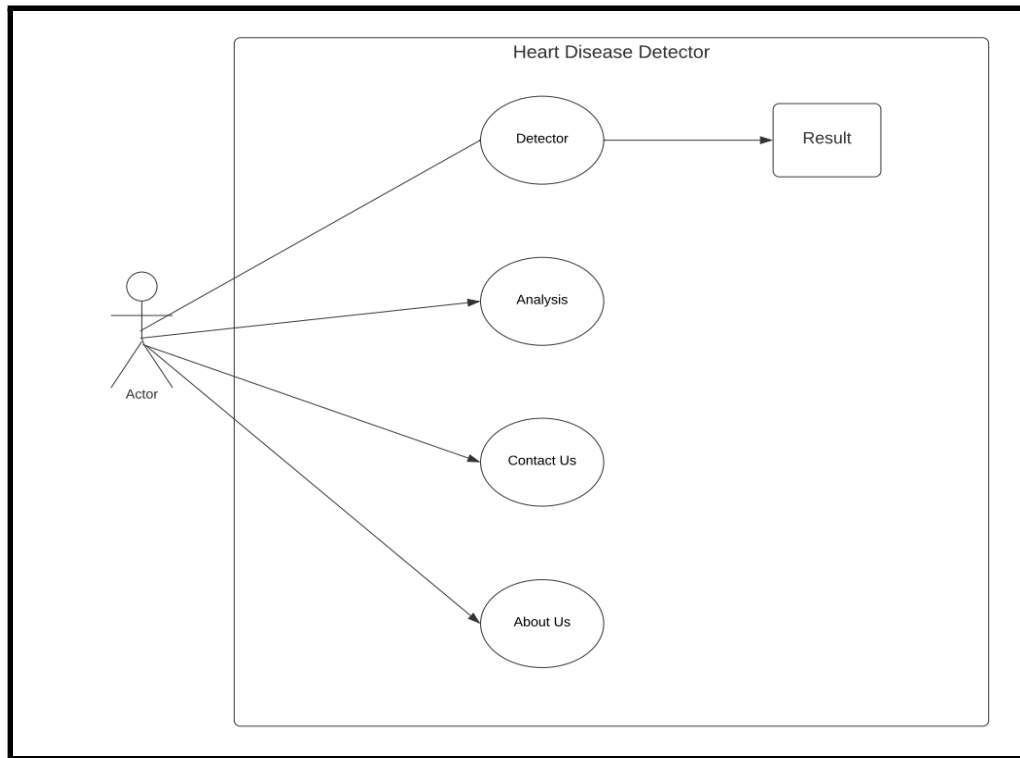 Heart Disease Detector
Detector
Result
Analysis
Actor
Contact Us
About Us